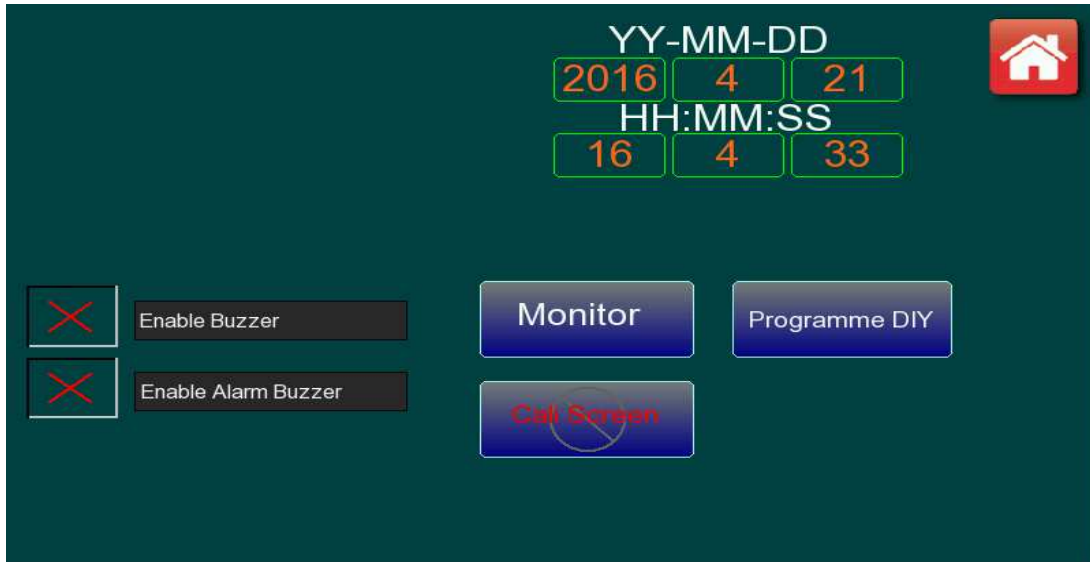 YY-MM-DD
2016 4 21
HH:MM:SS
16 4 33
Enable Buzzer
Monitor
Programme DIY
Enable Alarm Buzzer
Cali Screen